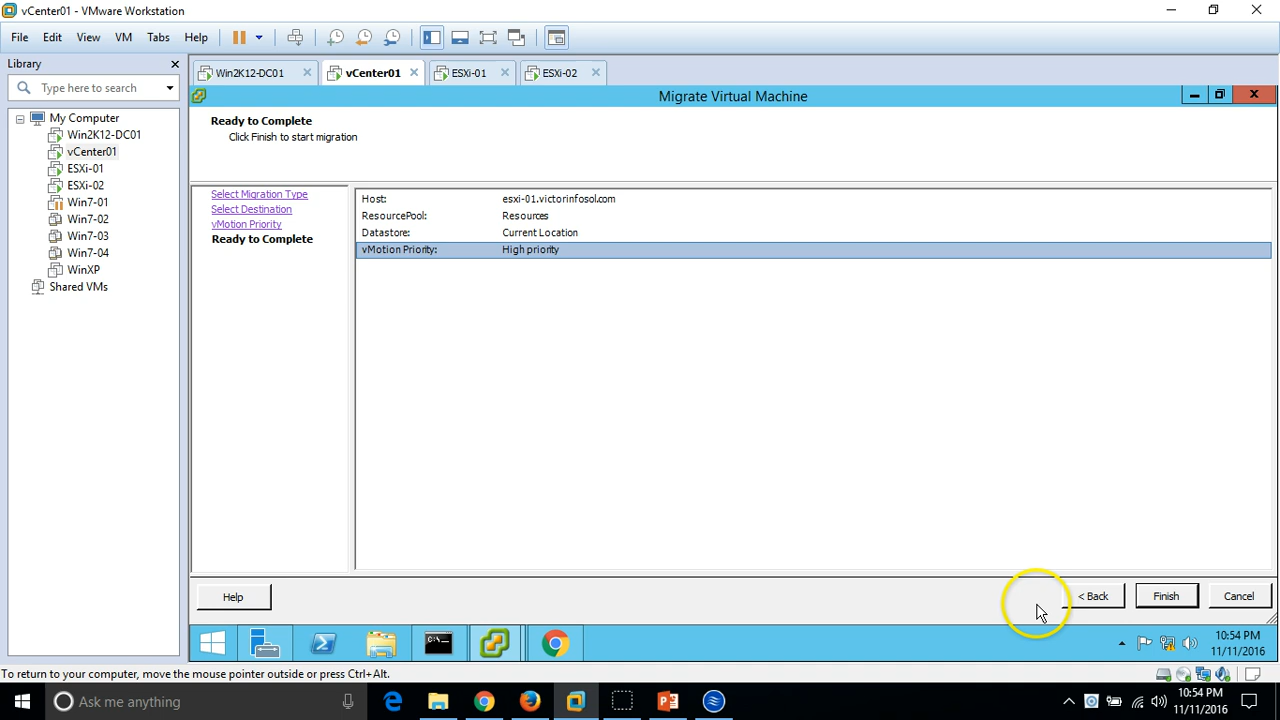 vCenter01 - VMware Workstation
File Edit View VM Tabs Help
Library
Type here to search
My Computer
Win2K12-DC01
vCenter01
ESXi-01
ESXi-02
Win7-01
Win7-02
Win7-03
Win7-04
WinXP
Shared VMs
Win2K12-DC01 vCenter01 ESXi-01 ESXi-02
Migrate Virtual Machine
Ready to Complete
Click Finish to start migration
Select Migration Type
Select Destination
vMotion Priority
Ready to Complete
Host: esxi-01.victorinfosol.com
ResourcePool: Resources
Datastore: Current Location
vMotion Priority: High priority
Help < Back Finish Cancel
10:54 PM
11/11/2016
To return to your computer, move the mouse pointer outside or press Ctrl+Alt.
Ask me anything
10:54 PM
11/11/2016